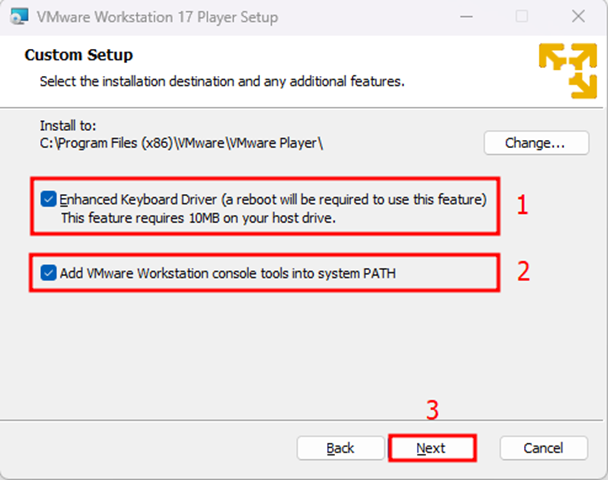 VMware Workstation 17 Player Setup
Custom Setup
Select the installation destination and any additional features.
Install to:
C:\Program Files (x86)\VMware\VMware Player\
Change...
Enhanced Keyboard Driver (a reboot will be required to use this feature)
This feature requires 10MB on your host drive.
1
Add VMware Workstation console tools into system PATH
2
3
Back
Next
Cancel